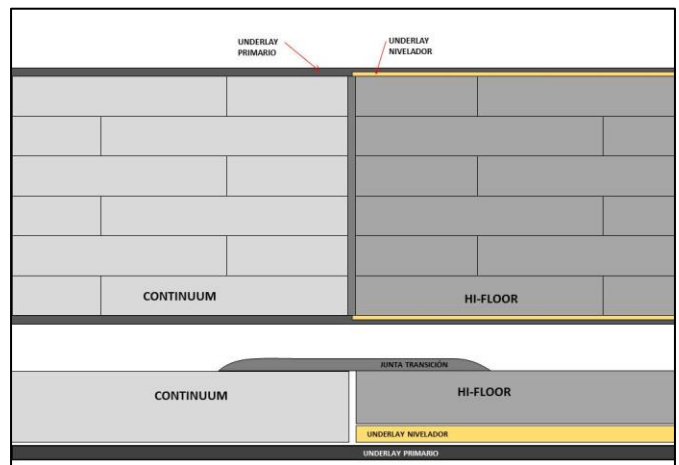 UNDERLAY
PRIMARIO
UNDERLAY
NIVELADOR
CONTINUUM
HI-FLOOR
JUNTA TRANSICIÓN
CONTINUUM
HI-FLOOR
UNDERLAY NIVELADOR
UNDERLAY PRIMARIO